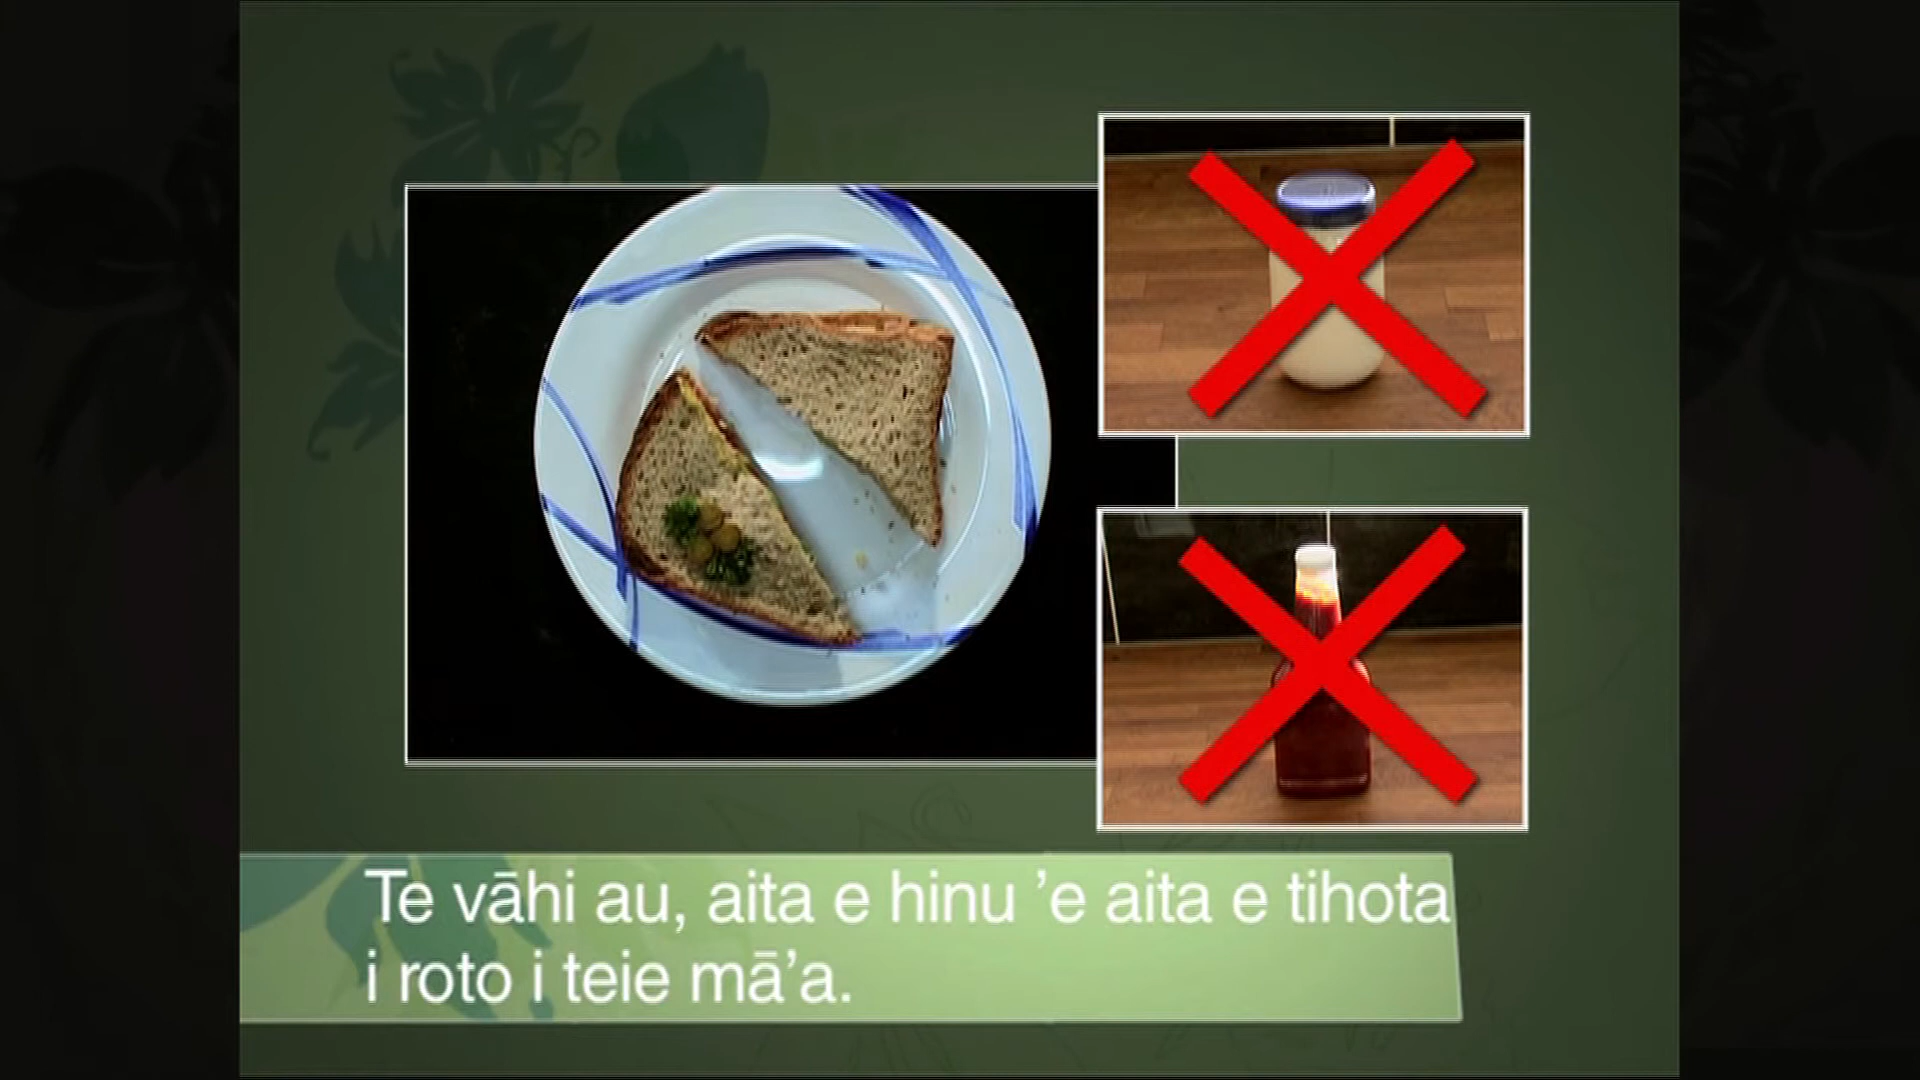 Te vāhi au, aita e hinu ’e aita e tihota
i roto i teie mā’a.